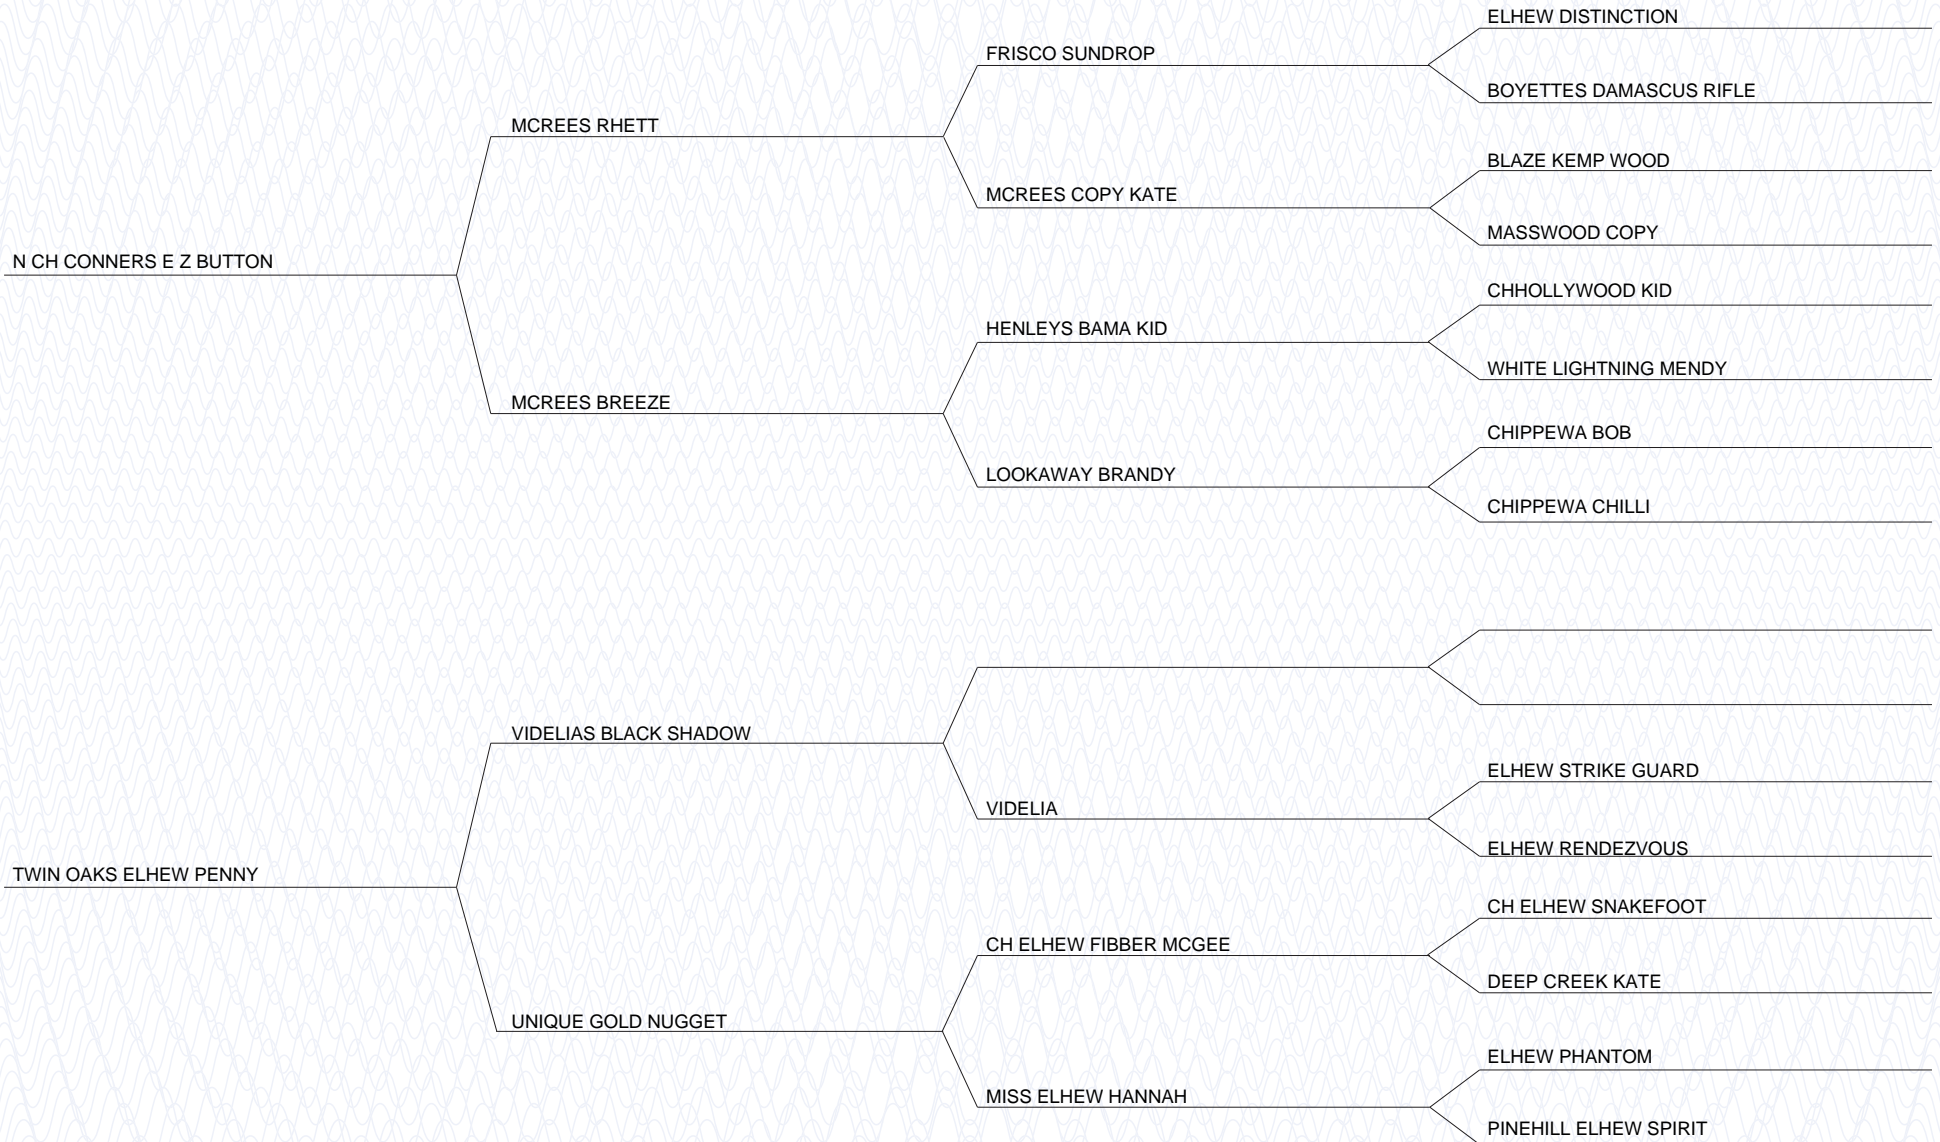 ELHEW DISTINCTION
FRISCO SUNDROP
BOYETTES DAMASCUS RIFLE
MCREES RHETT
BLAZE KEMP WOOD
MCREES COPY KATE
MASSWOOD COPY
N CH CONNERS E Z BUTTON
CHHOLLYWOOD KID
HENLEYS BAMA KID
WHITE LIGHTNING MENDY
MCREES BREEZE
CHIPPEWA BOB
LOOKAWAY BRANDY
CHIPPEWA CHILLI
VIDELIAS BLACK SHADOW
ELHEW STRIKE GUARD
VIDELIA
ELHEW RENDEZVOUS
TWIN OAKS ELHEW PENNY
CH ELHEW SNAKEFOOT
CH ELHEW FIBBER MCGEE
DEEP CREEK KATE
UNIQUE GOLD NUGGET
ELHEW PHANTOM
MISS ELHEW HANNAH
PINEHILL ELHEW SPIRIT